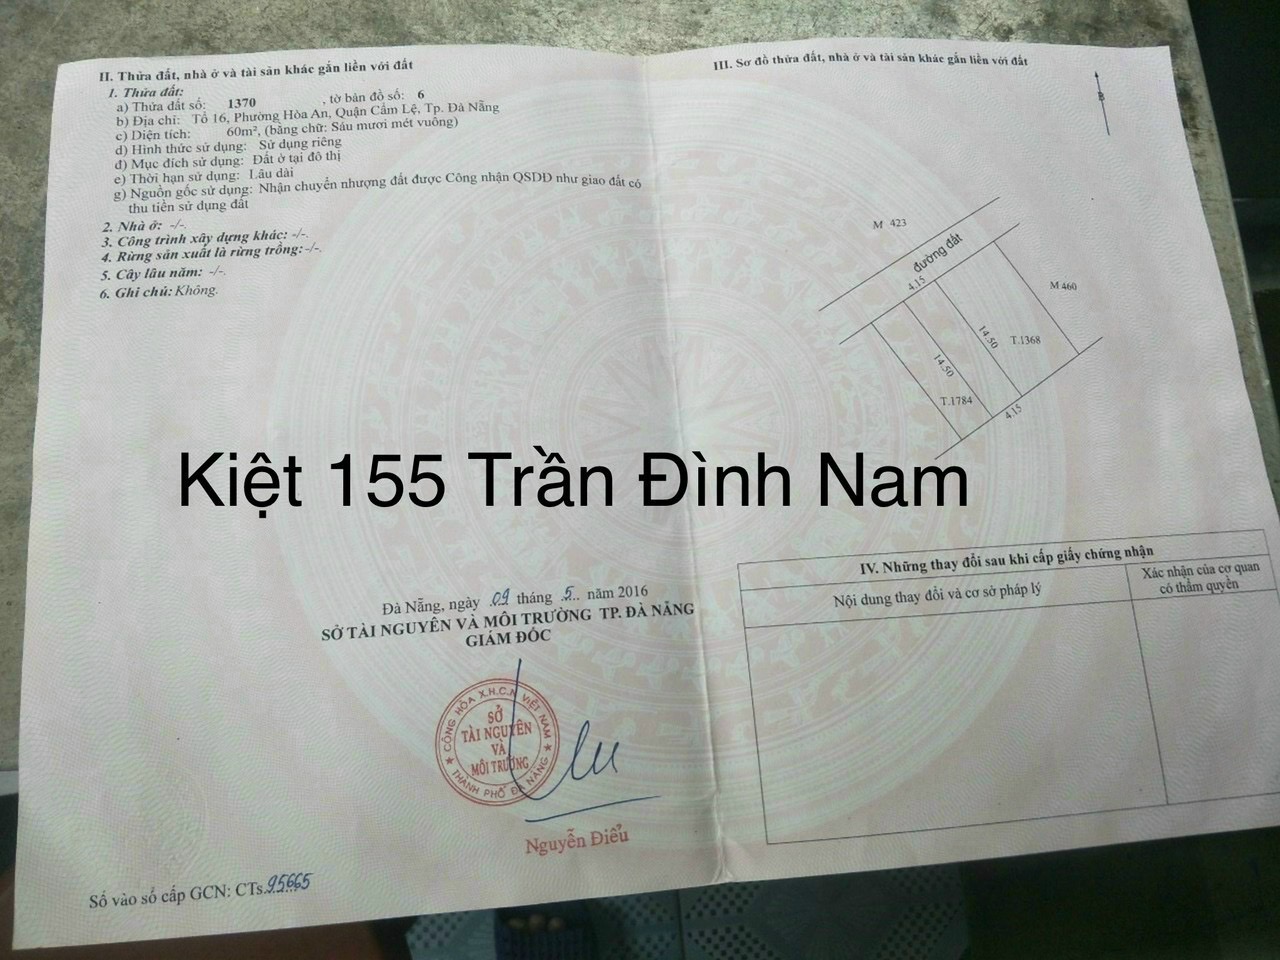 II. Thửa đất, nhà ở và tài sản khác gắn liền với đất
1. Thửa đất:
a) Thửa đất số: 1370 , tờ bản đồ số: 6
b) Địa chỉ: Tổ 16, Phường Hòa An, Quận Cẩm Lệ, Tp. Đà Nẵng
c) Diện tích: 60m², (bằng chữ: Sáu mươi mét vuông)
d) Hình thức sử dụng: Sử dụng riêng
đ) Mục đích sử dụng: Đất ở tại đô thị
e) Thời hạn sử dụng: Lâu dài
g) Nguồn gốc sử dụng: Nhận chuyển nhượng đất được Công nhận QSDĐ như giao đất có
thu tiền sử dụng đất
2. Nhà ở: -/-.
3. Công trình xây dựng khác: -/-.
4. Rừng sản xuất là rừng trồng:-/-.
5. Cây lâu năm: -/-.
6. Ghi chú: Không.
III. Sơ đồ thửa đất, nhà ở và tài sản khác gắn liền với đất
B
M 423
đường đất
4.15
M 460
14.50
T.1368
14.50
T.1784
4.15
Kiệt 155 Trần Đình Nam
Đà Nẵng, ngày 09 tháng .5.. năm 2016
SỞ TÀI NGUYÊN VÀ MÔI TRƯỜNG TP. ĐÀ NẴNG
GIÁM ĐỐC
CỘNG HÒA X.H.C.N VIỆT NAM
SỞ
TÀI NGUYÊN
VÀ
MÔI TRƯỜNG
★ THÀNH PHỐ ĐÀ NẴNG ★
Nguyễn Điểu
Số vào sổ cấp GCN: CTs.95665
IV. Những thay đổi sau khi cấp giấy chứng nhận
Nội dung thay đổi và cơ sở pháp lý
Xác nhận của cơ quan
có thẩm quyền